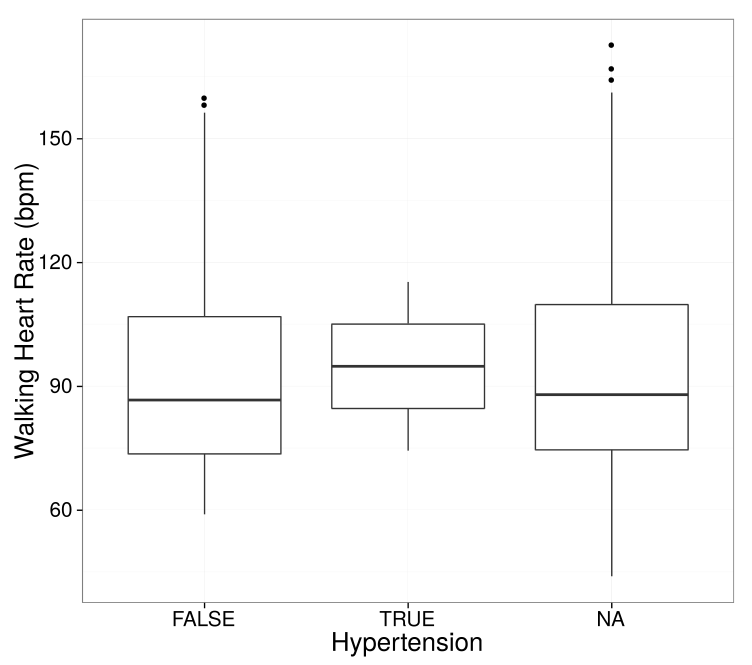 Walking Heart Rate (bpm)
150
120
90
60
FALSE
TRUE
NA
Hypertension